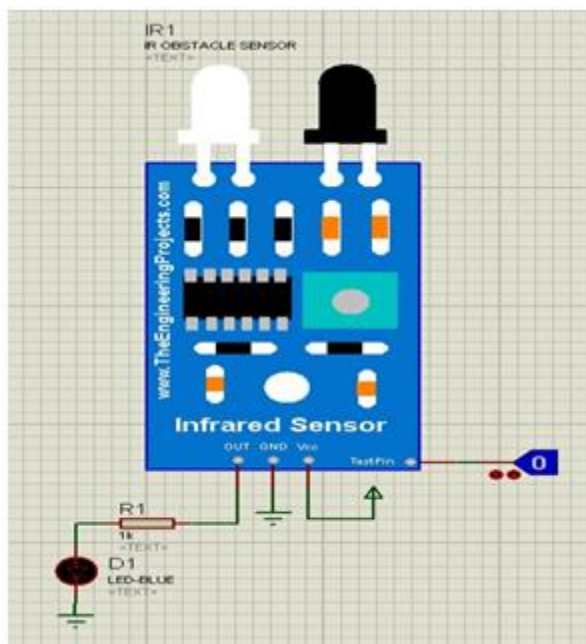 IR1
IR OBSTACLE SENSOR
<TEXT>
www.TheEngineeringProjects.com
Infrared Sensor
OUT GND Vcc
TestPin
0
R1
1k
<TEXT>
D1
LED-BLUE
<TEXT>